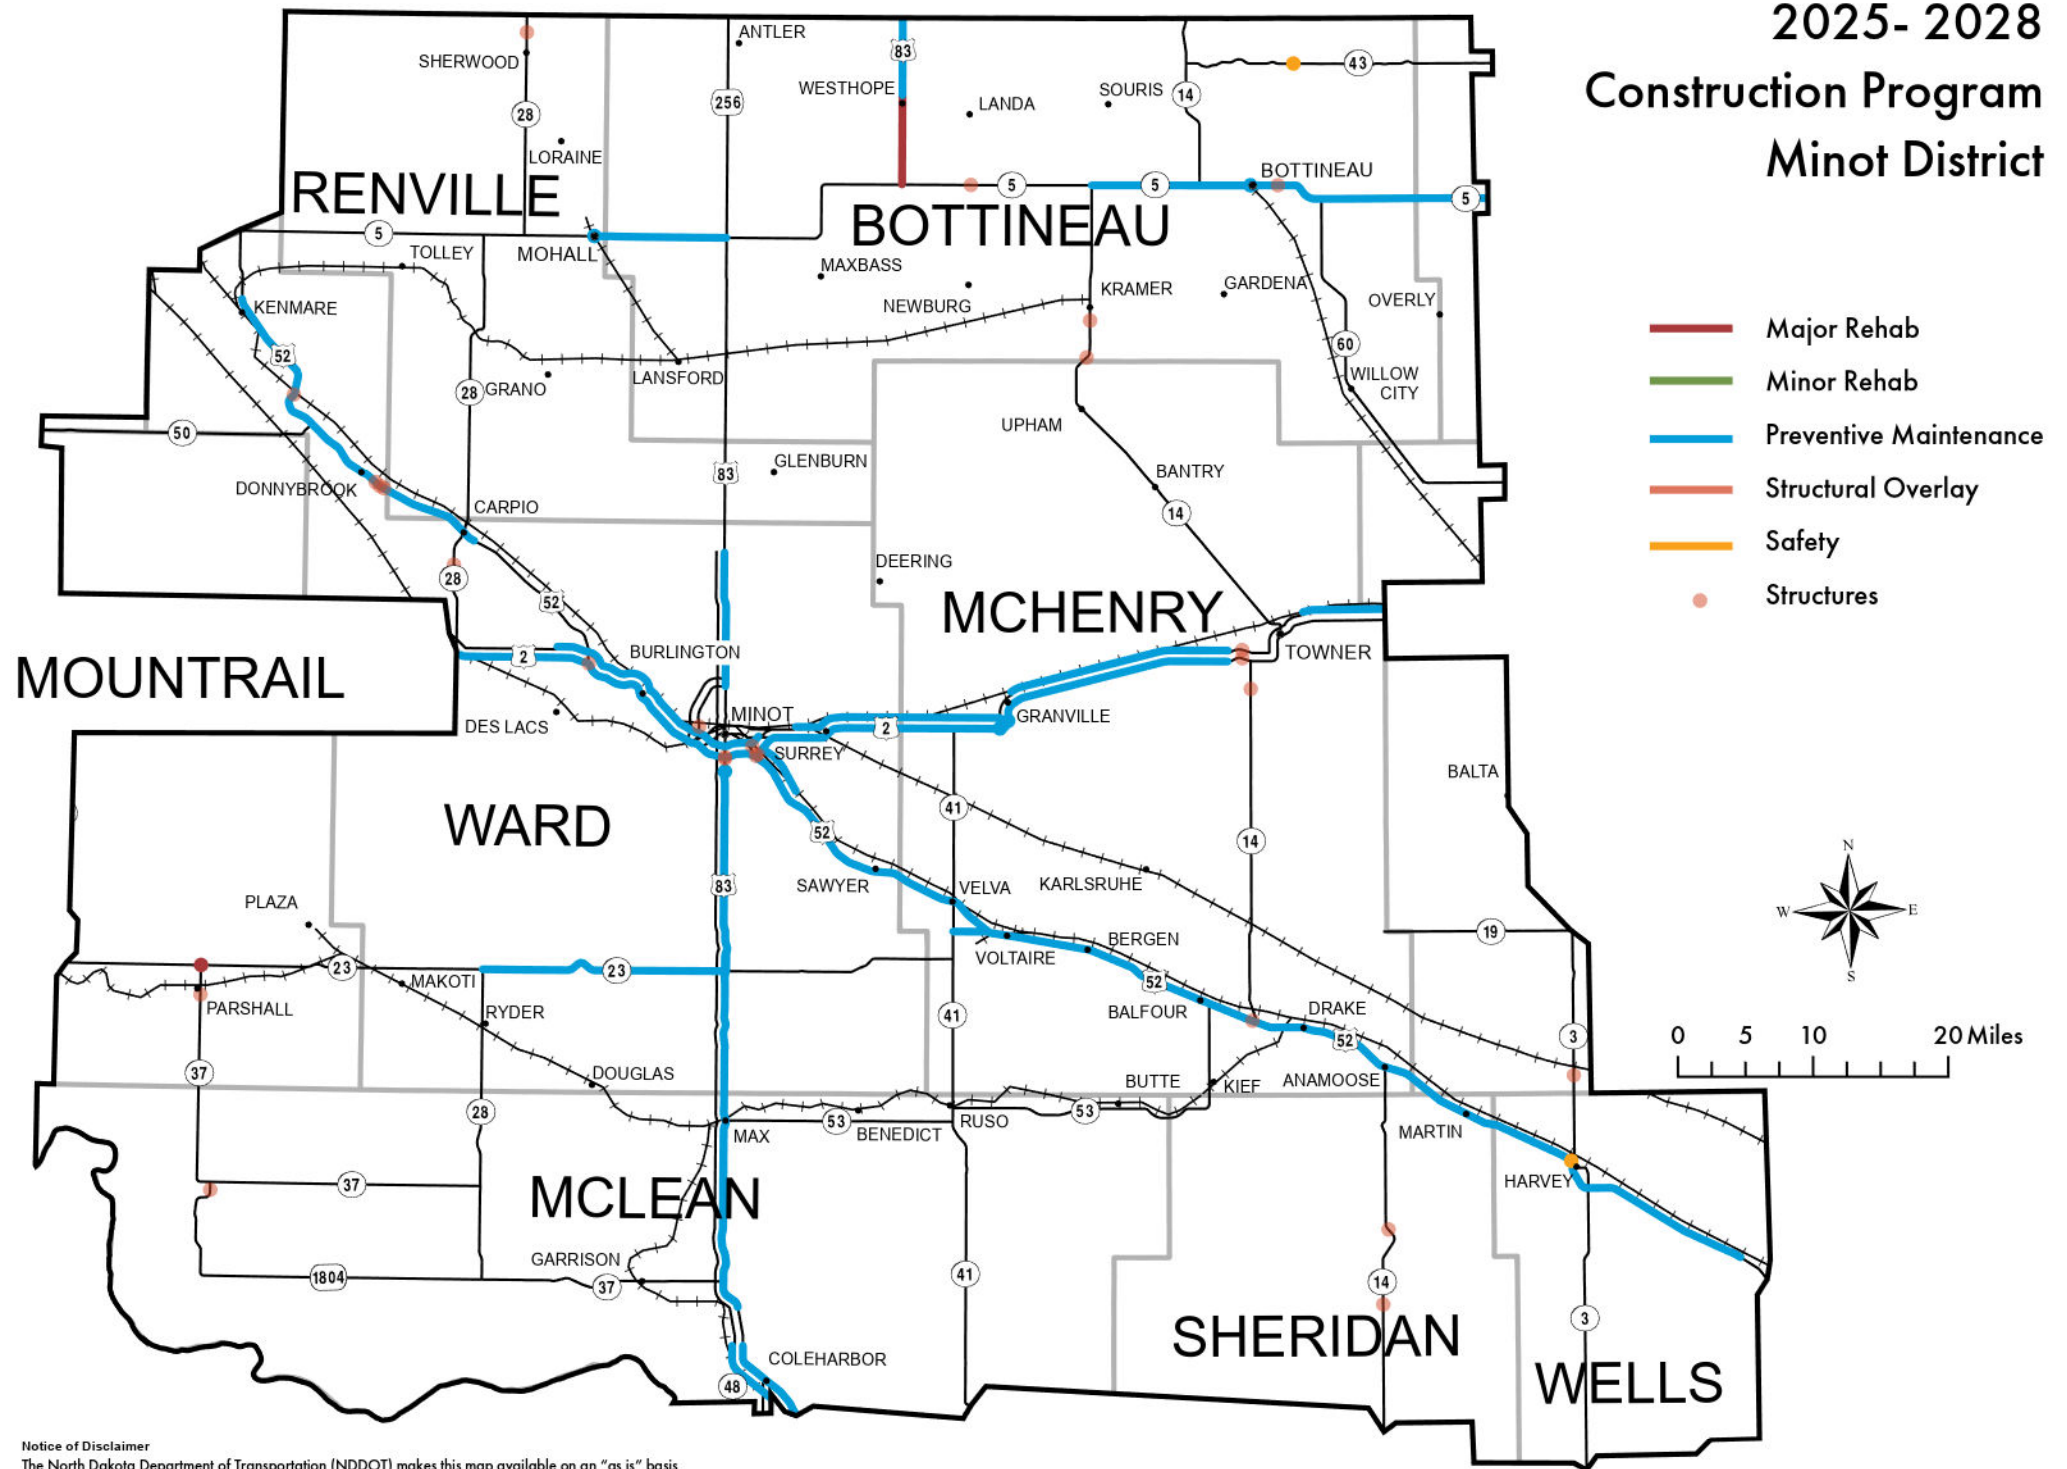 2025- 2028
Construction Program
Minot District
ANTLER
SHERWOOD
83
43
WESTHOPE
LANDA
SOURIS
14
256
28
LORAINE
BOTTINEAU
RENVILLE
5
5
5
BOTTINEAU
5
TOLLEY
MOHALL
MAXBASS
NEWBURG
KRAMER
GARDENA
OVERLY
KENMARE
52
60
LANSFORD
GRANO
28
WILLOW
CITY
UPHAM
50
GLENBURN
83
BANTRY
DONNYBROOK
CARPIO
14
DEERING
28
52
MCHENRY
MOUNTRAIL
2
BURLINGTON
TOWNER
DES LACS
MINOT
GRANVILLE
2
SURREY
BALTA
WARD
41
52
14
SAWYER
83
VELVA
KARLSRUHE
PLAZA
19
BERGEN
VOLTAIRE
23
23
MAKOTI
52
PARSHALL
RYDER
41
BALFOUR
DRAKE
52
3
37
DOUGLAS
BUTTE
KIEF
ANAMOOSE
28
53
MAX
BENEDICT
RUSO
53
MARTIN
37
MCLEAN
HARVEY
GARRISON
1804
37
41
14
3
SHERIDAN
COLEHARBOR
48
WELLS
Major Rehab
Minor Rehab
Preventive Maintenance
Structural Overlay
Safety
Structures
N
W
E
S
0 5 10 20 Miles
Notice of Disclaimer
The North Dakota Department of Transportation (NDDOT) makes this map available on an "as is" basis